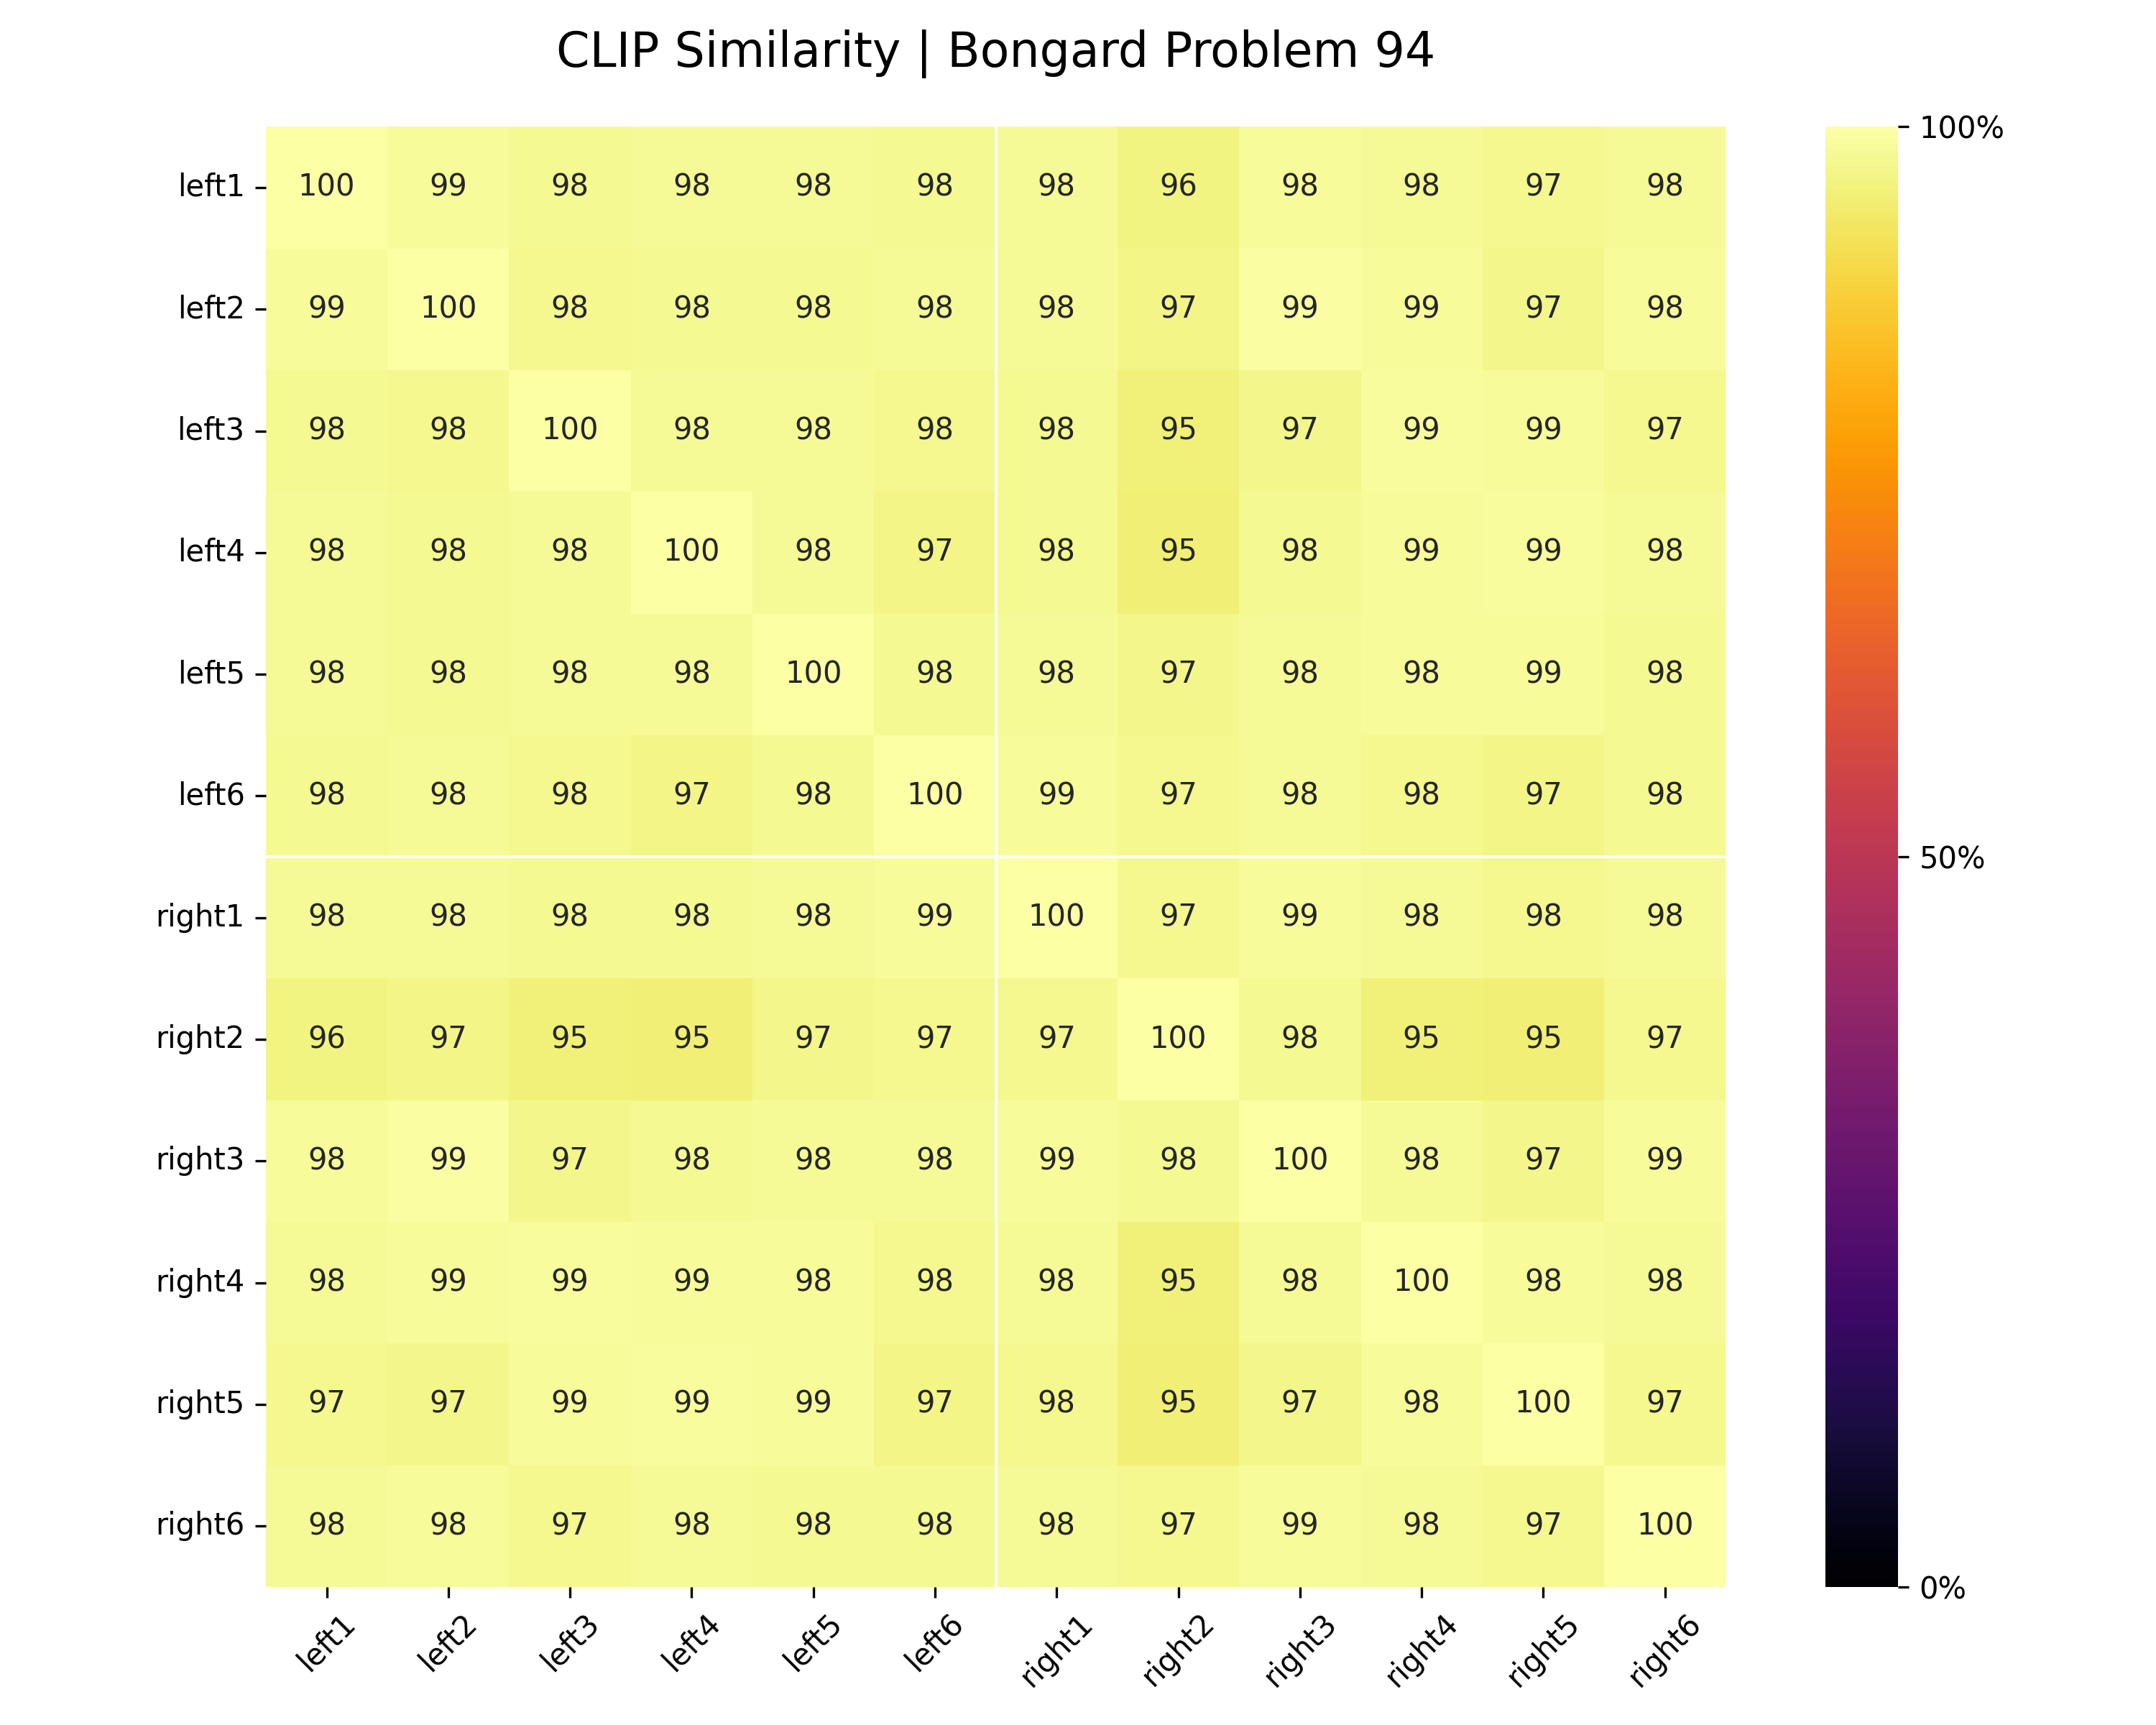 CLIP Similarity | Bongard Problem 94
left1 100 99 98 98 98 98 98 96 98 98 97 98
left2 99 100 98 98 98 98 98 97 99 99 97 98
left3 98 98 100 98 98 98 98 95 97 99 99 97
left4 98 98 98 100 98 97 98 95 98 99 99 98
left5 98 98 98 98 100 98 98 97 98 98 99 98
left6 98 98 98 97 98 100 99 97 98 98 97 98
right1 98 98 98 98 98 99 100 97 99 98 98 98
right2 96 97 95 95 97 97 97 100 98 95 95 97
right3 98 99 97 98 98 98 99 98 100 98 97 99
right4 98 99 99 99 98 98 98 95 98 100 98 98
right5 97 97 99 99 99 97 98 95 97 98 100 97
right6 98 98 97 98 98 98 98 97 99 98 97 100
left1 left2 left3 left4 left5 left6 right1 right2 right3 right4 right5 right6
100%
50%
0%